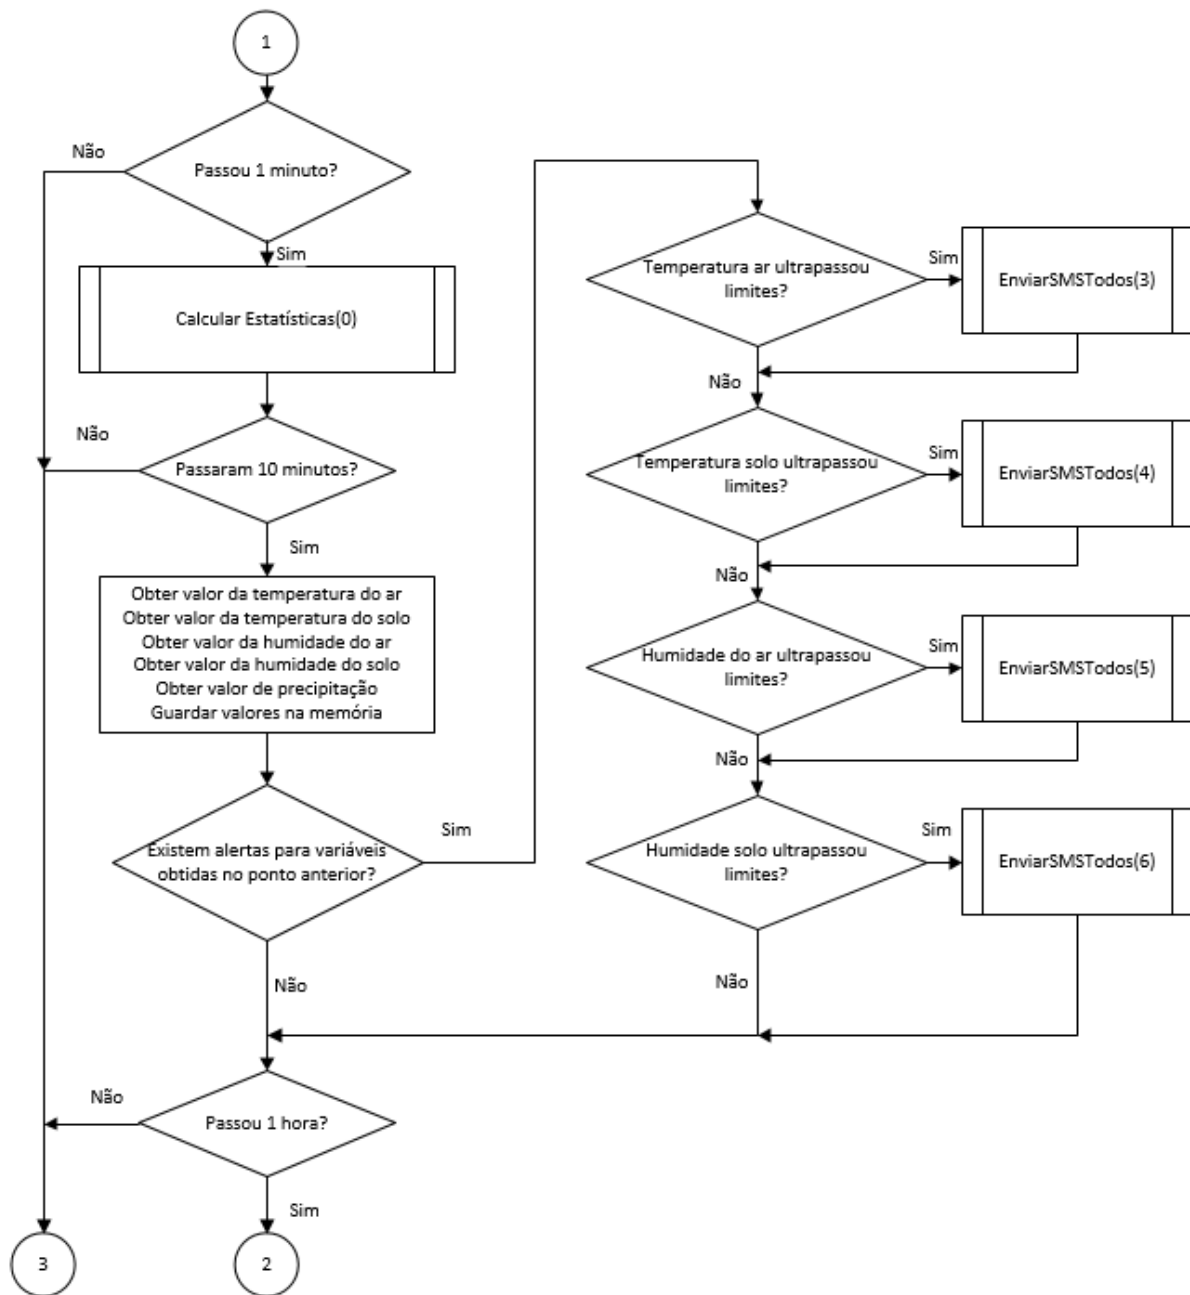 1
Não
Passou 1 minuto?
Sim
Calcular Estatísticas(0)
Não
Passaram 10 minutos?
Sim
Obter valor da temperatura do ar
Obter valor da temperatura do solo
Obter valor da humidade do ar
Obter valor da humidade do solo
Obter valor de precipitação
Guardar valores na memória
Existem alertas para variáveis
obtidas no ponto anterior?
Sim
Não
Temperatura ar ultrapassou
limites?
Sim
EnviarSMSTodos(3)
Não
Temperatura solo ultrapassou
limites?
Sim
EnviarSMSTodos(4)
Não
Humidade do ar ultrapassou
limites?
Sim
EnviarSMSTodos(5)
Não
Humidade solo ultrapassou
limites?
Sim
EnviarSMSTodos(6)
Não
Não
Passou 1 hora?
Sim
3
2